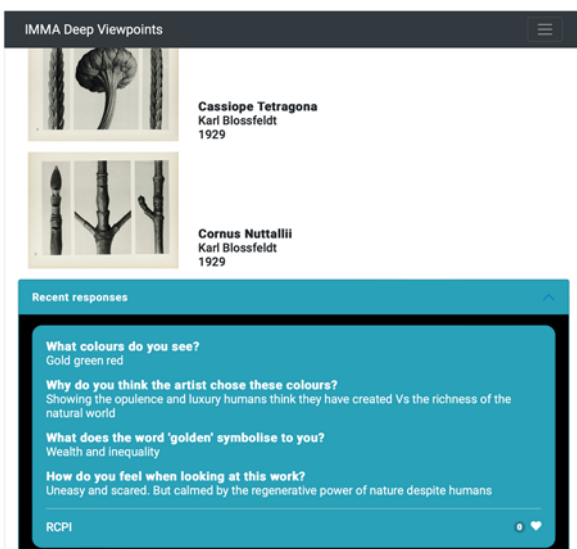 IMMA Deep Viewpoints
Cassiope Tetragona
Karl Blossfeldt
1929
Cornus Nuttallii
Karl Blossfeldt
1929
Recent responses
What colours do you see?
Gold green red
Why do you think the artist chose these colours?
Showing the opulence and luxury humans think they have created Vs the richness of the
natural world
What does the word 'golden' symbolise to you?
Wealth and inequality
How do you feel when looking at this work?
Uneasy and scared. But calmed by the regenerative power of nature despite humans
RCPI
0